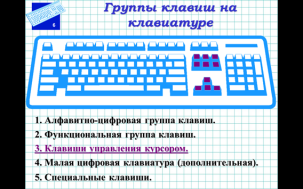 Группы клавиш на
клавиатуре
1. Алфавитно-цифровая группа клавиш.
2. Функциональная группа клавиш.
3. Клавиши управления курсором.
4. Малая цифровая клавиатура (дополнительная).
5. Специальные клавиши.